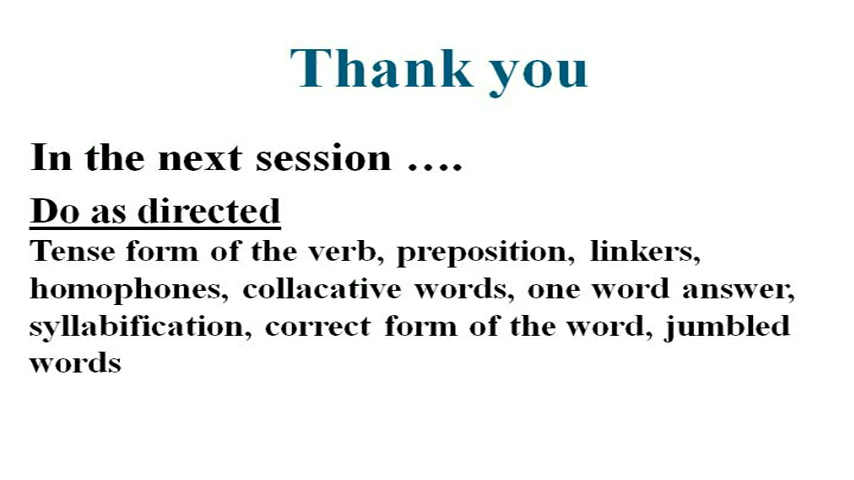 Thank you
In the next session ….
Do as directed
Tense form of the verb, preposition, linkers,
homophones, collacative words, one word answer,
syllabification, correct form of the word, jumbled
words